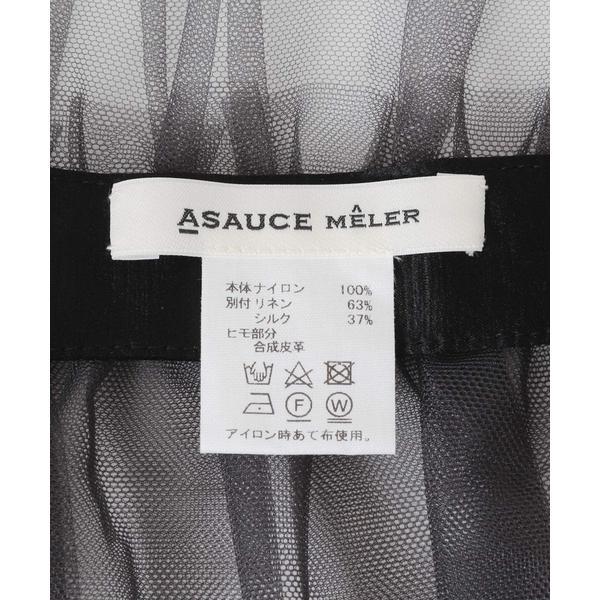 ASAUCE MÊLER
本体ナイロン 100%
別付リネン 63%
シルク 37%
ヒモ部分
合成皮革
F W
アイロン時あて布使用。